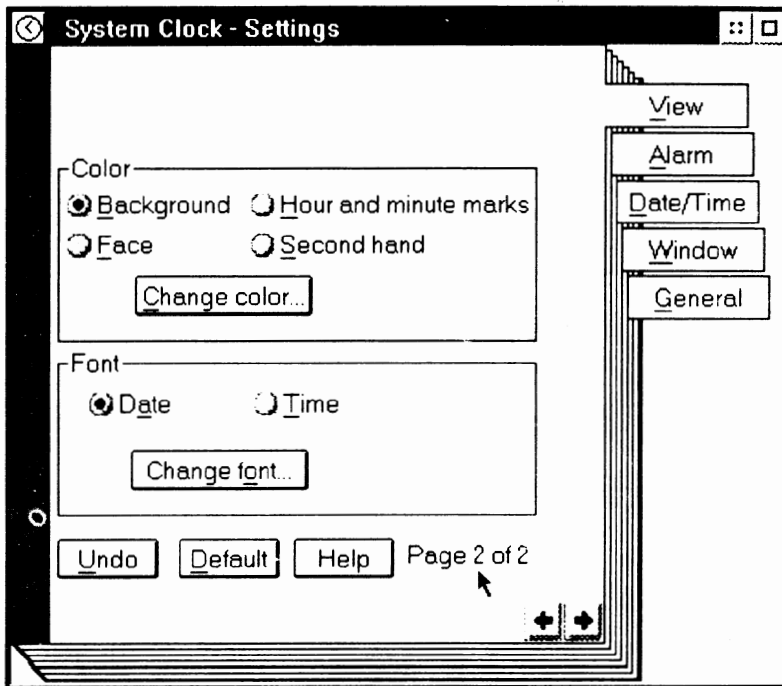 System Clock - Settings
View
Alarm
Date/Time
Window
General
Color
Background Hour and minute marks
Face Second hand
Change color...
Font
Date Time
Change font...
Undo Default Help Page 2 of 2